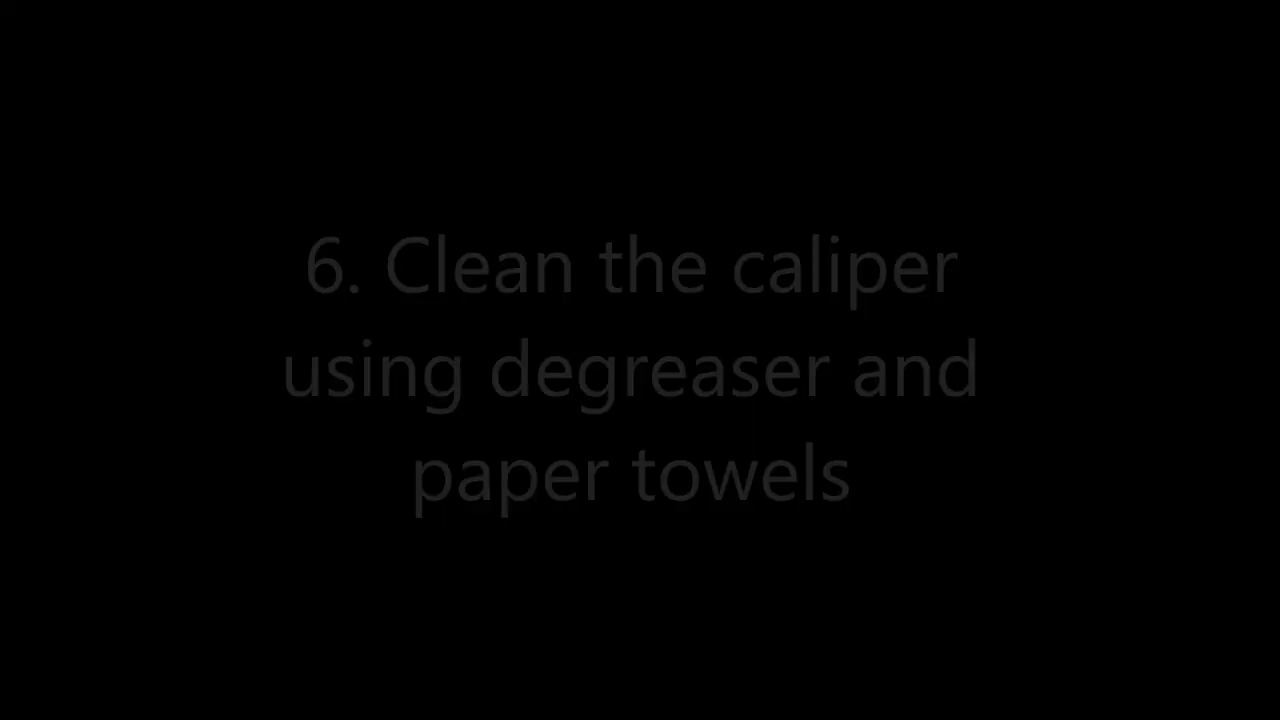 6. Clean the caliper
using degreaser and
paper towels